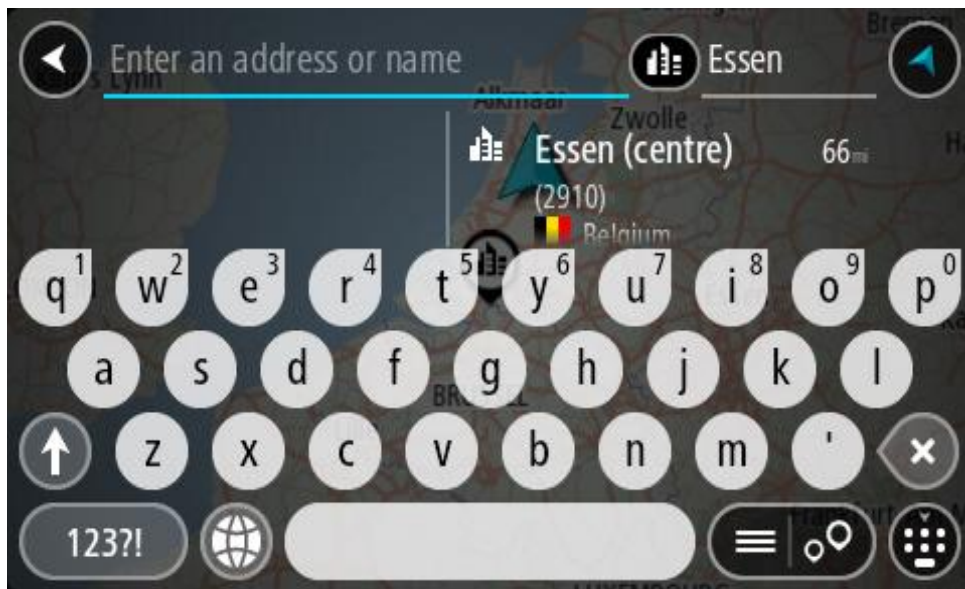 Enter an address or name Essen
Alkmaar
Zwolle
Essen (centre) 66mi
(2910)
Belgium
q1 w2 e3 r4 t5 y6 u7 i8 o9 p0
a s d f g h j k l
z x c v b n m '
123?!